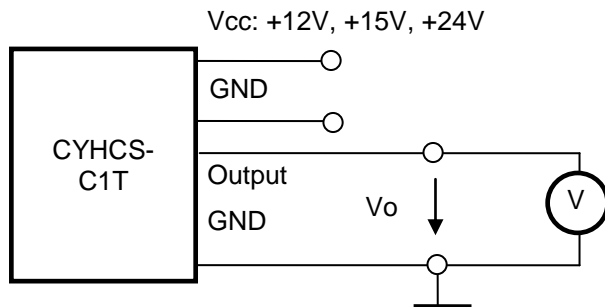 Vcc: +12V, +15V, +24V
GND
CYHCS-
C1T
Output
GND
Vo
V